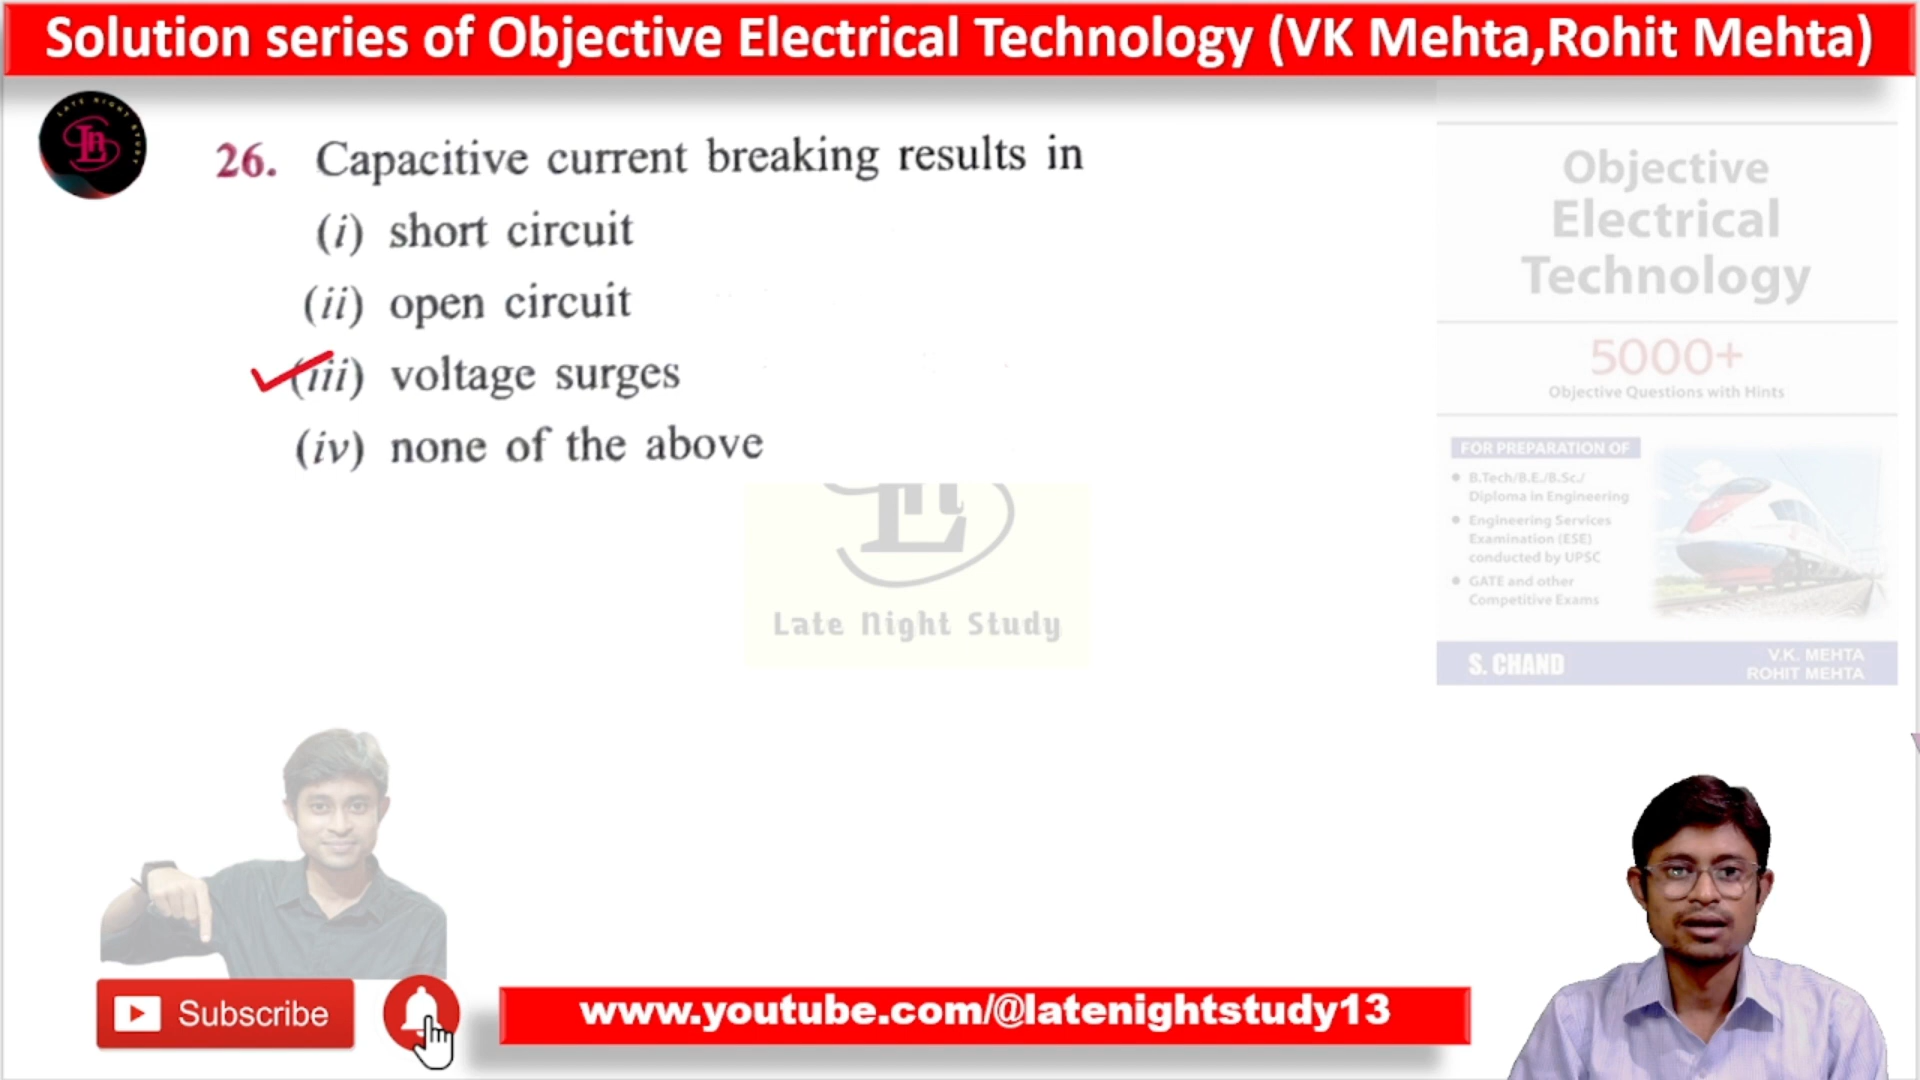 Solution series of Objective Electrical Technology (VK Mehta,Rohit Mehta)
LATE NIGHT STUDY
26. Capacitive current breaking results in
(i) short circuit
(ii) open circuit
(iii) voltage surges
(iv) none of the above
Late Night Study
Objective
Electrical
Technology
5000+
Objective Questions with Hints
FOR PREPARATION OF
• B.Tech/B.E./B.Sc./
Diploma in Engineering
• Engineering Services
Examination (ESE)
conducted by UPSC
• GATE and other
Competitive Exams
S. CHAND
V.K. MEHTA
ROHIT MEHTA
Subscribe
www.youtube.com/@latenightstudy13